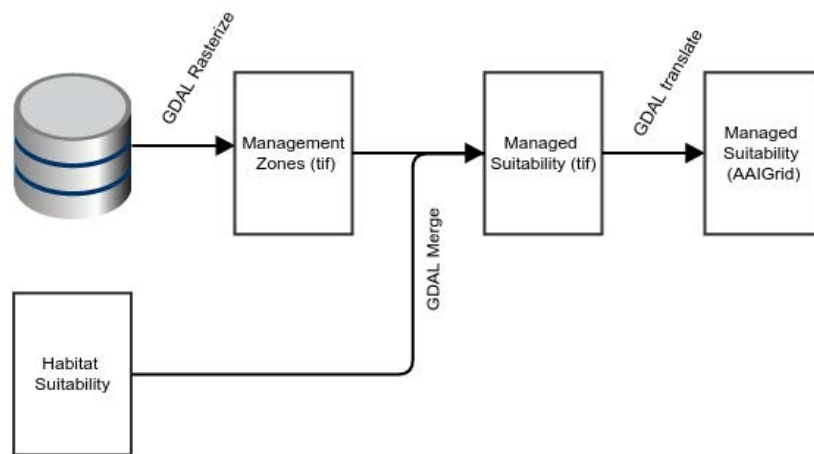 GDAL Rasterize
Management
Zones (tif)
GDAL Merge
Managed
Suitability (tif)
GDAL translate
Managed
Suitability
(AAIGrid)
Habitat
Suitability